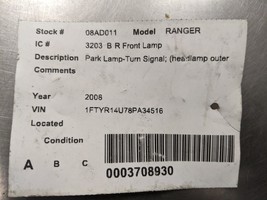 Stock # 08AD011 Model RANGER
IC # 3203 B R Front Lamp
Description Park Lamp-Turn Signal; (hearlamp outer
Comments
Year 2008
VIN 1FTYR14U78PA34516
Located
Condition
A B C
0003708930